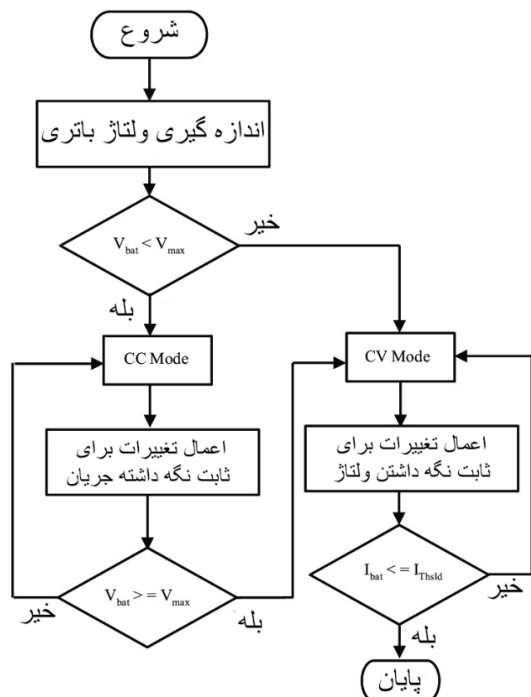 شروع
اندازه گیری ولتاژ باتری
V_bat < V_max
خیر
بله
CC Mode
CV Mode
اعمال تغییرات برای
ثابت نگه داشته جریان
اعمال تغییرات برای
ثابت نگه داشتن ولتاژ
V_bat > = V_max
خیر
بله
I_bat < = I_Thsld
خیر
بله
پایان